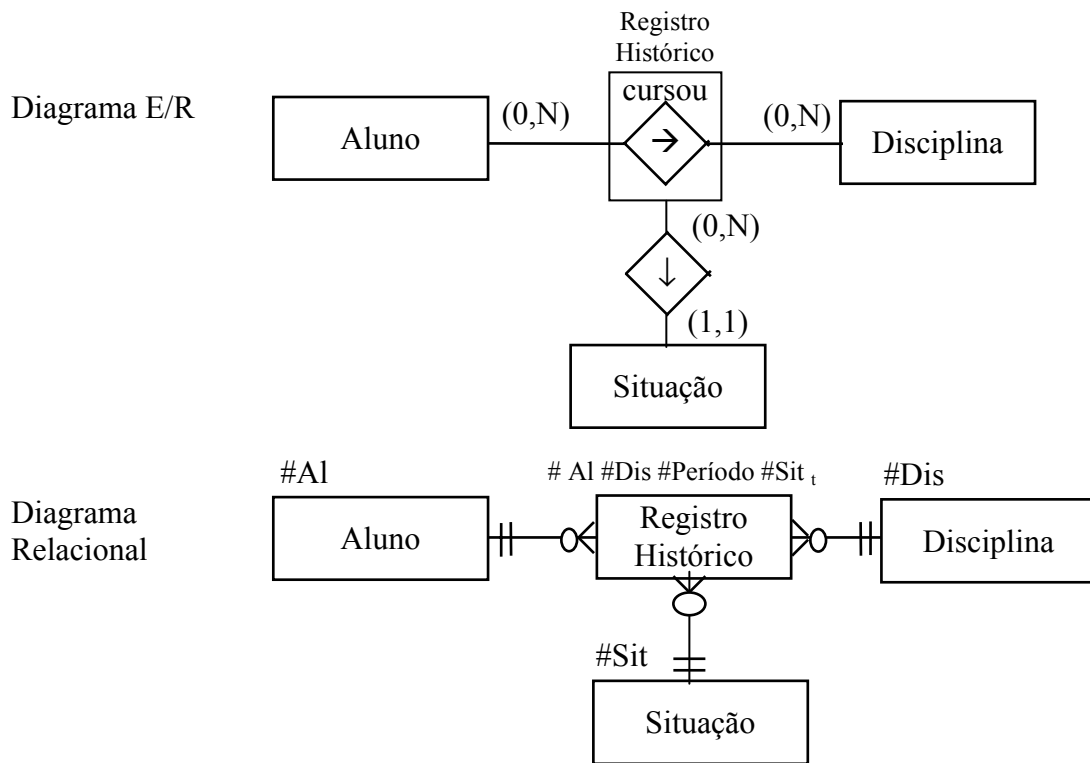 Registro
Histórico
Diagrama E/R
Aluno
(0,N)
cursou
→
(0,N)
Disciplina
(0,N)
↓
(1,1)
Situação
Diagrama
Relacional
#Al
Aluno
# Al #Dis #Período #Sit t
Registro
Histórico
#Dis
Disciplina
#Sit
Situação